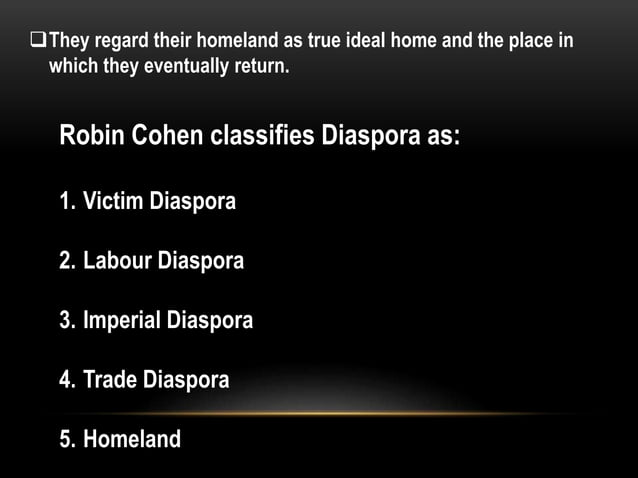 ❑They regard their homeland as true ideal home and the place in
which they eventually return.
Robin Cohen classifies Diaspora as:
1. Victim Diaspora
2. Labour Diaspora
3. Imperial Diaspora
4. Trade Diaspora
5. Homeland